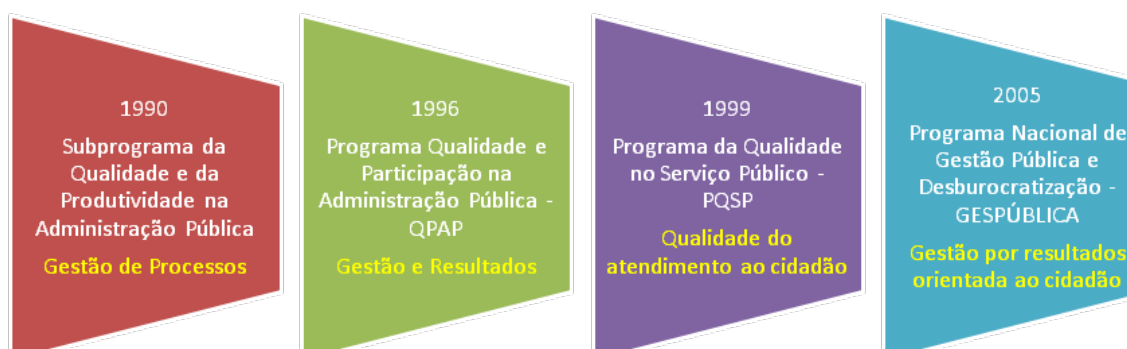 1990
Subprograma da
Qualidade e da
Produtividade na
Administração Pública
Gestão de Processos
1996
Programa Qualidade e
Participação na
Administração Pública -
QPAP
Gestão e Resultados
1999
Programa da Qualidade
no Serviço Público -
PQSP
Qualidade do
atendimento ao cidadão
2005
Programa Nacional de
Gestão Pública e
Desburocratização -
GESPÚBLICA
Gestão por resultados
orientada ao cidadão